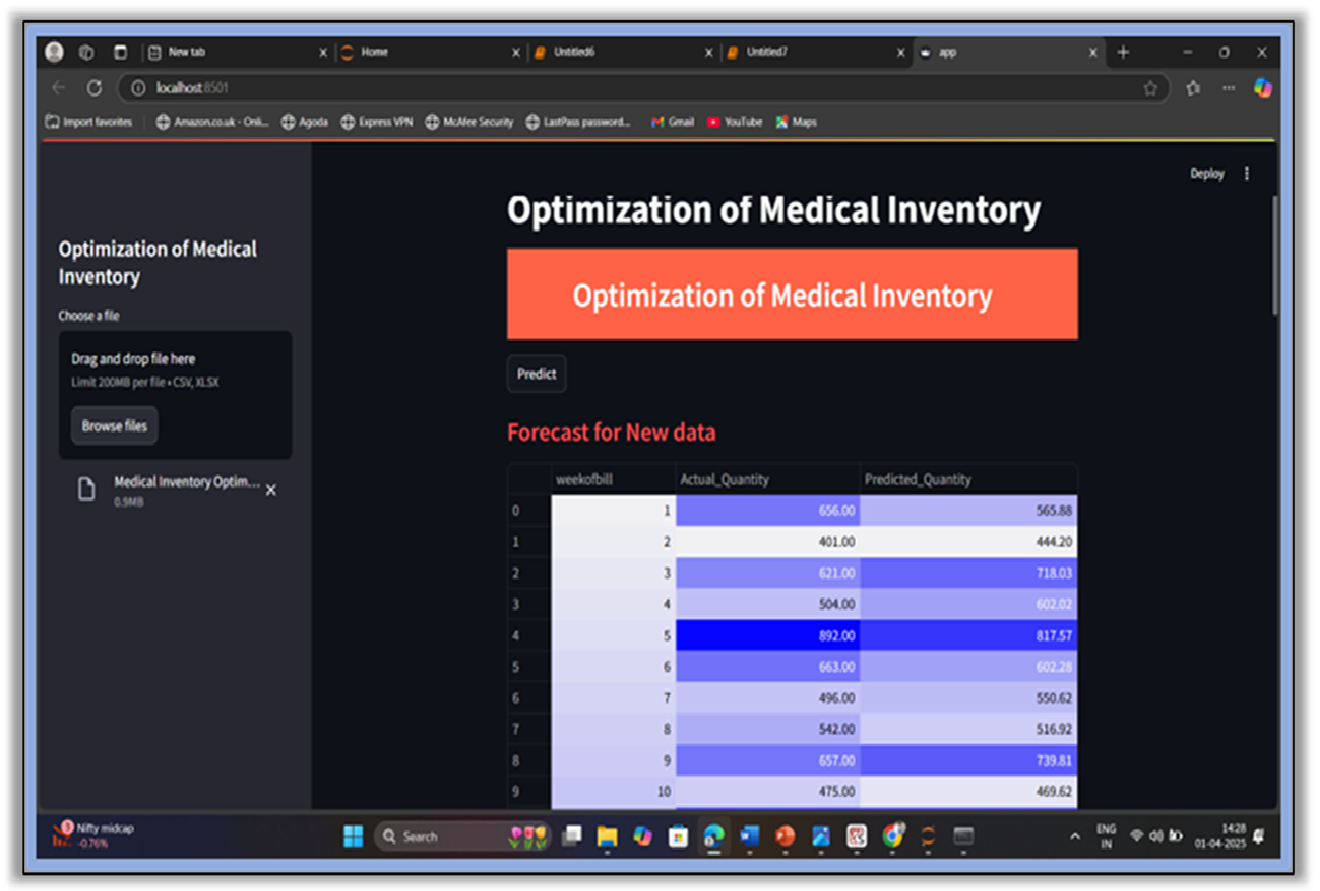 New tab
Home
Untitled6
Untitled7
app
localhost:8501
Import favorites
Amazon.co.uk - Onli...
Agoda
Express VPN
McAfee Security
LastPass password...
Gmail
YouTube
Maps
Deploy
Optimization of Medical
Inventory
Choose a file
Drag and drop file here
Limit 200MB per file • CSV, XLSX
Browse files
Medical Inventory Optim...
0.9MB
Optimization of Medical Inventory
Optimization of Medical Inventory
Predict
Forecast for New data
weekofbill Actual_Quantity Predicted_Quantity
0 1 656.00 565.88
1 2 401.00 444.20
2 3 621.00 718.03
3 4 504.00 602.02
4 5 892.00 817.57
5 6 663.00 602.28
6 7 496.00 550.62
7 8 542.00 516.92
8 9 657.00 739.81
9 10 475.00 469.62
3
Nifty midcap
-0.76%
Search
ENG
IN
14:28
01-04-2025